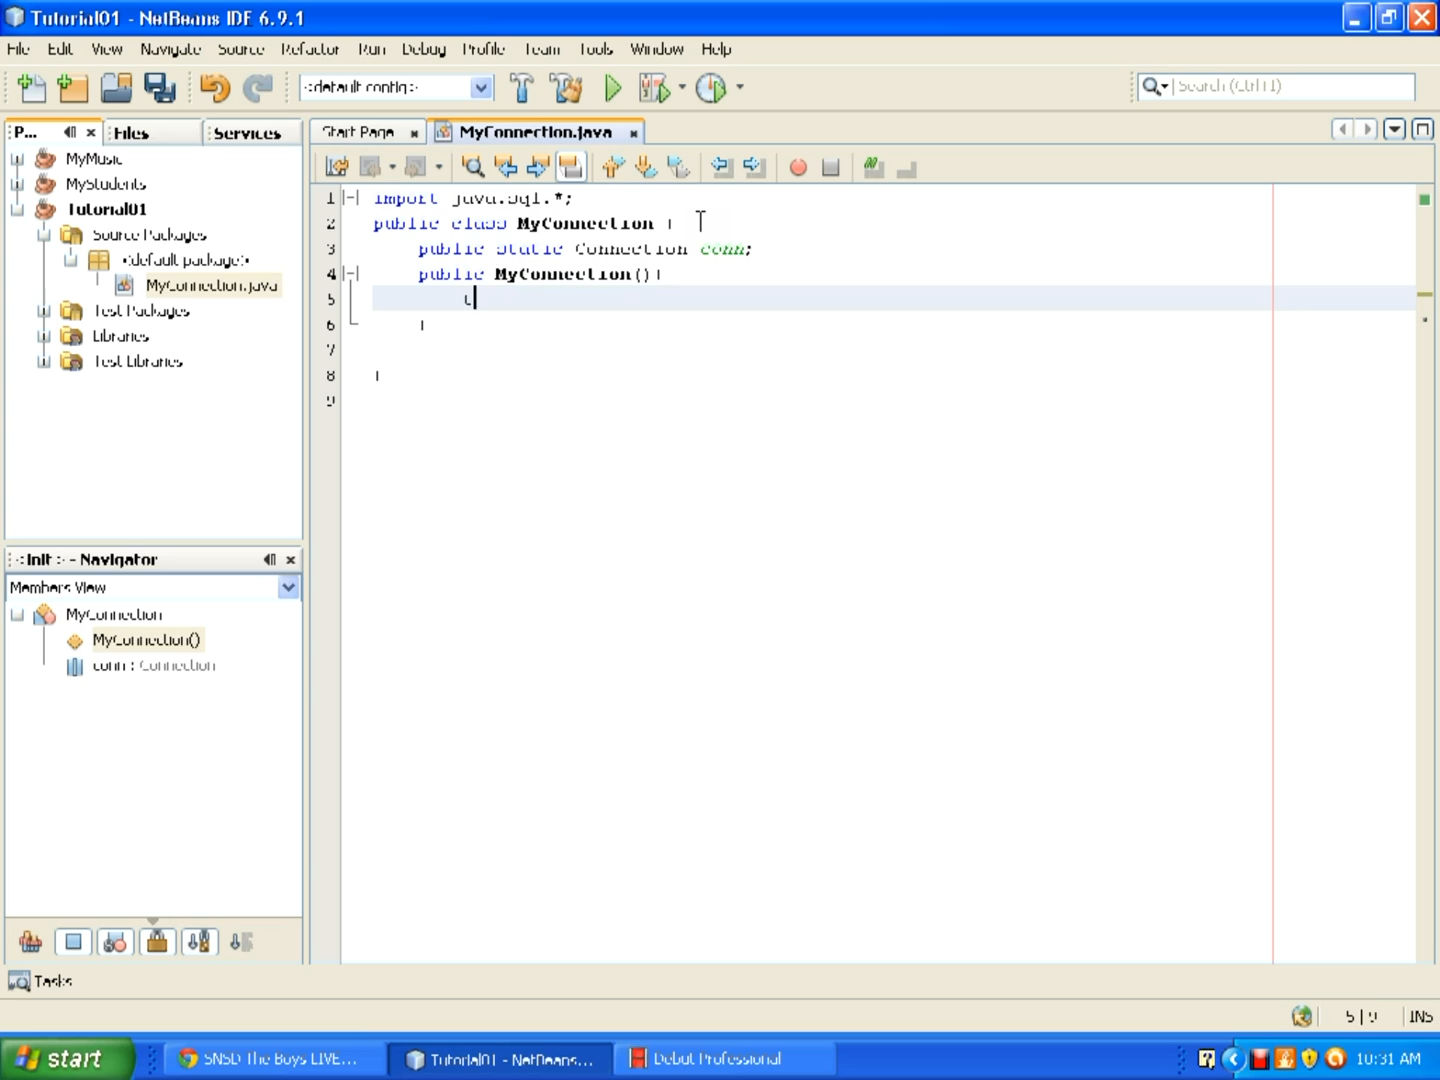 Tutorial01 - NetBeans IDE 6.9.1
File Edit View Navigate Source Refactor Run Debug Profile Team Tools Window Help
<default config>
Search (Ctrl+I)
P... Files Services
Start Page MyConnection.java
MyMusic
MyStudents
Tutorial01
Source Packages
<default package>
MyConnection.java
Test Packages
Libraries
Test Libraries
1 import java.sql.*;
2 public class MyConnection {
3 public static Connection conn;
4 public MyConnection(){
5 t
6 }
7
8 }
9
<init> - Navigator
Members View
MyConnection
MyConnection()
conn : Connection
Tasks
5 | 9 INS
start
SNSD The Boys LIVE...
Tutorial01 - NetBeans...
Debut Professional
10:31 AM